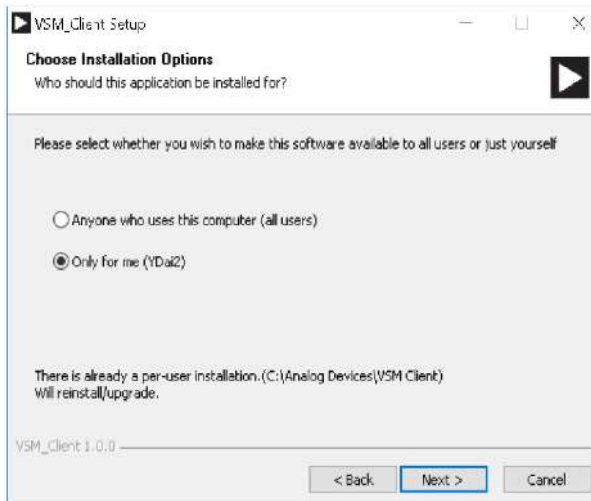 VSM_Client Setup
Choose Installation Options
Who should this application be installed for?
Please select whether you wish to make this software available to all users or just yourself
Anyone who uses this computer (all users)
Only for me (YDai2)
There is already a per-user installation.(C:\Analog Devices\VSM Client)
Will reinstall/upgrade.
VSM_Client 1.0.0
< Back Next > Cancel